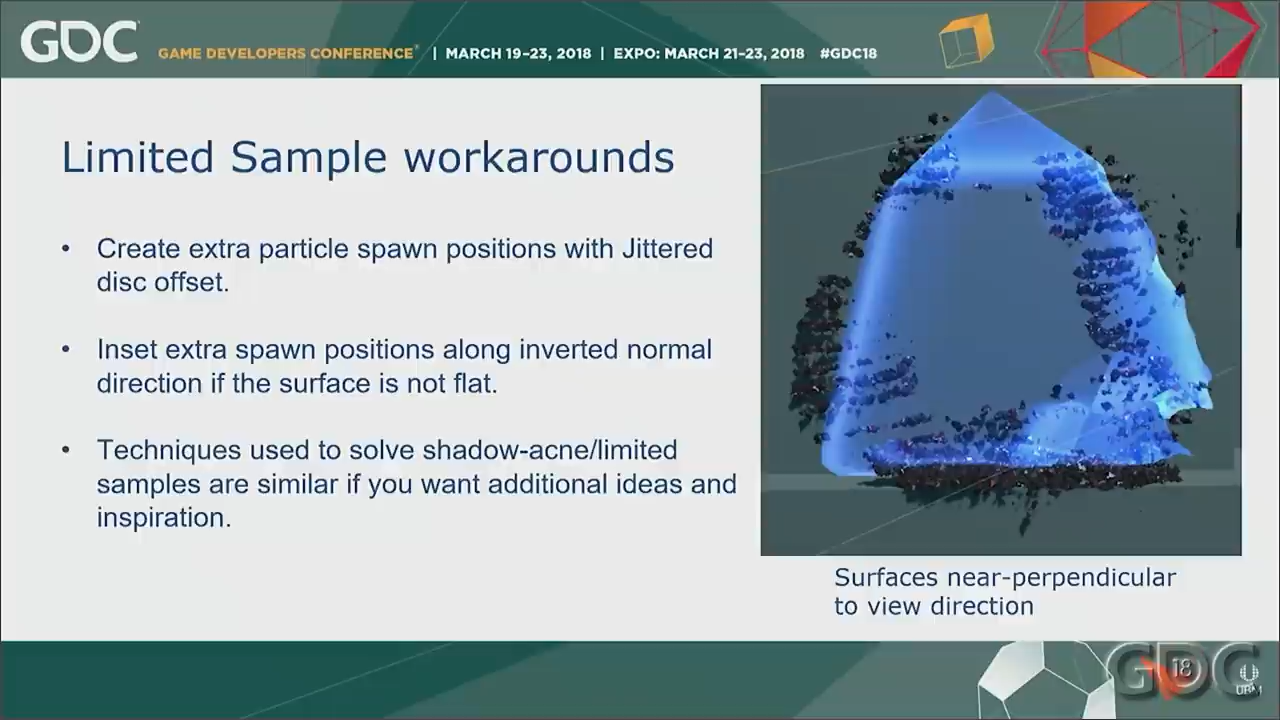 GDC GAME DEVELOPERS CONFERENCE® | MARCH 19–23, 2018 | EXPO: MARCH 21–23, 2018 #GDC18
Limited Sample workarounds
• Create extra particle spawn positions with Jittered
disc offset.
• Inset extra spawn positions along inverted normal
direction if the surface is not flat.
• Techniques used to solve shadow-acne/limited
samples are similar if you want additional ideas and
inspiration.
Surfaces near-perpendicular
to view direction
GDC
18
UBM